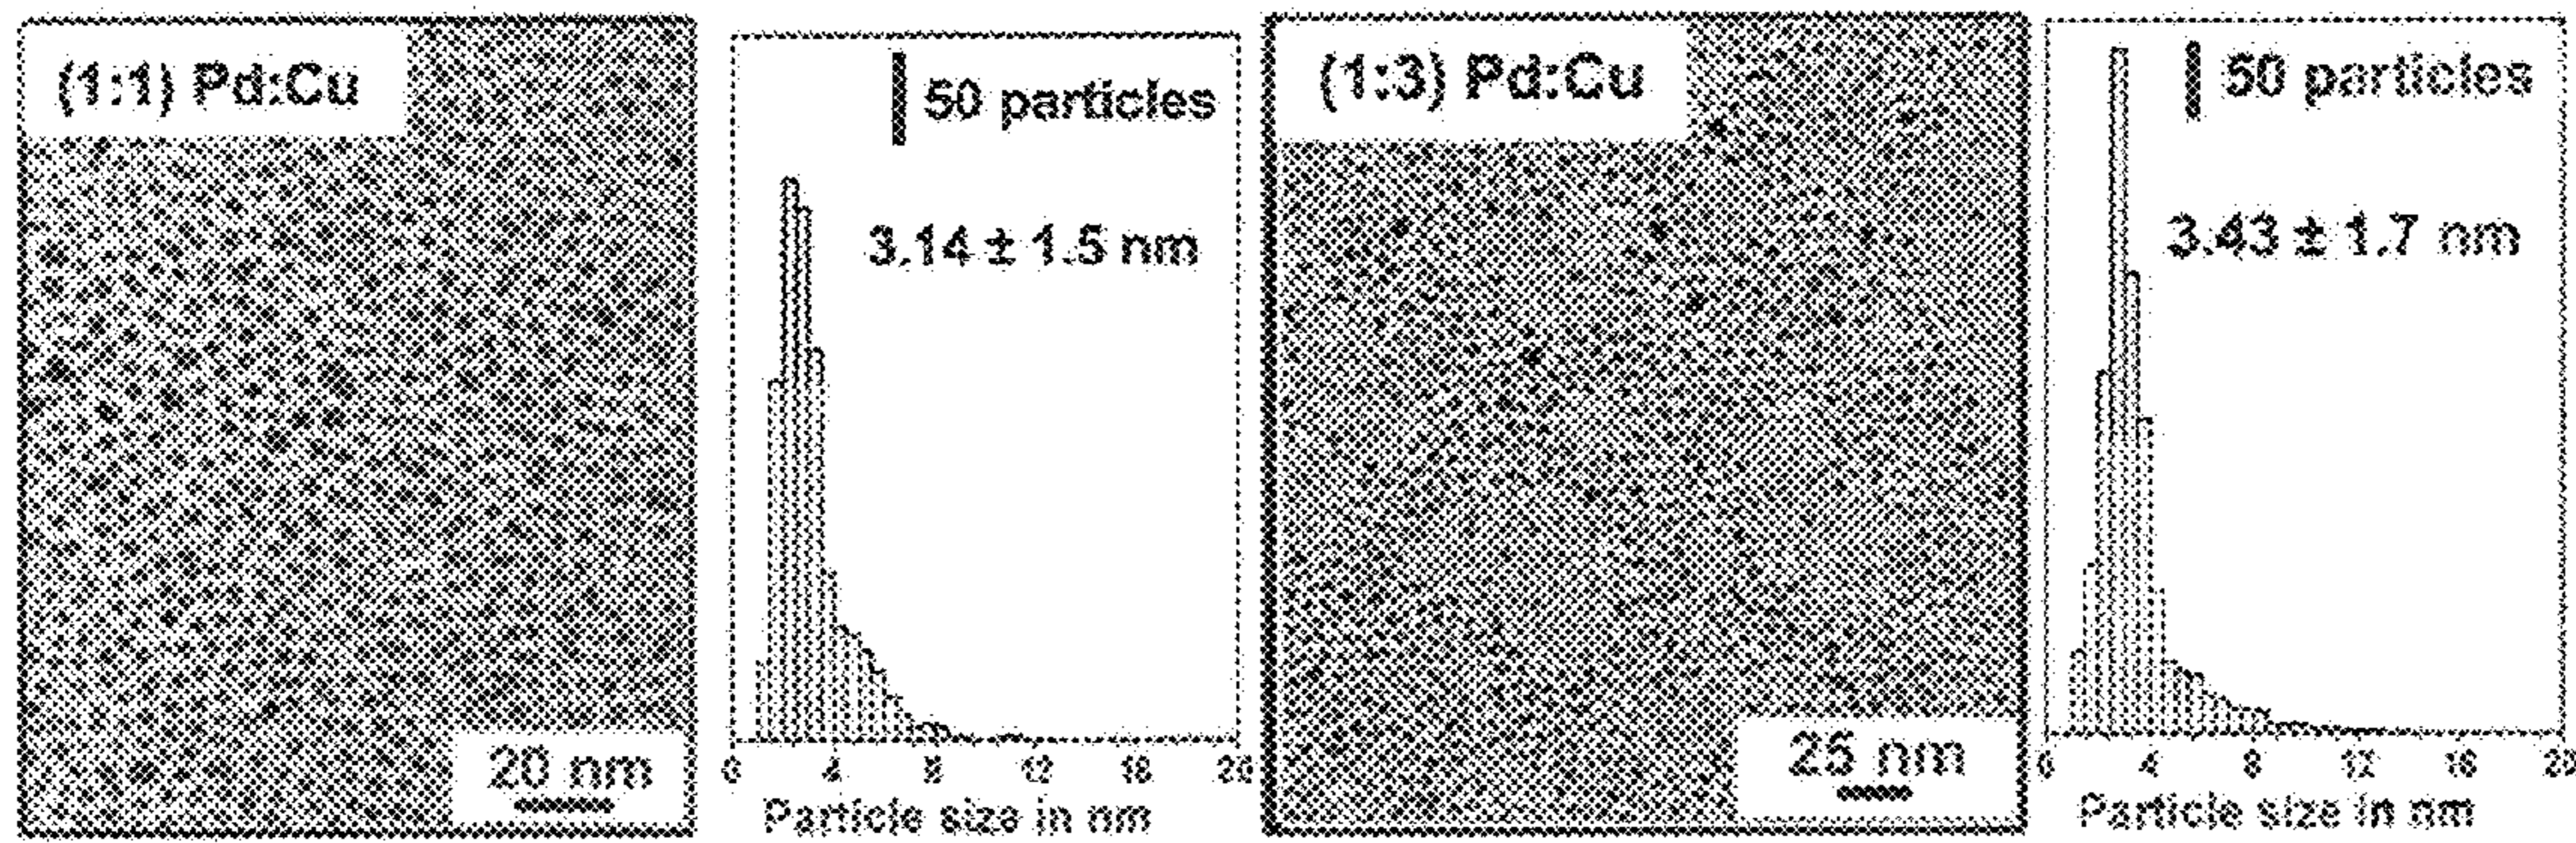 (1:1) Pd:Cu
20 nm
50 particles
3.14 ± 1.5 nm
0 4 8 12 16 20
Particle size in nm
(1:3) Pd:Cu
25 nm
50 particles
3.43 ± 1.7 nm
0 4 8 12 16 20
Particle size in nm